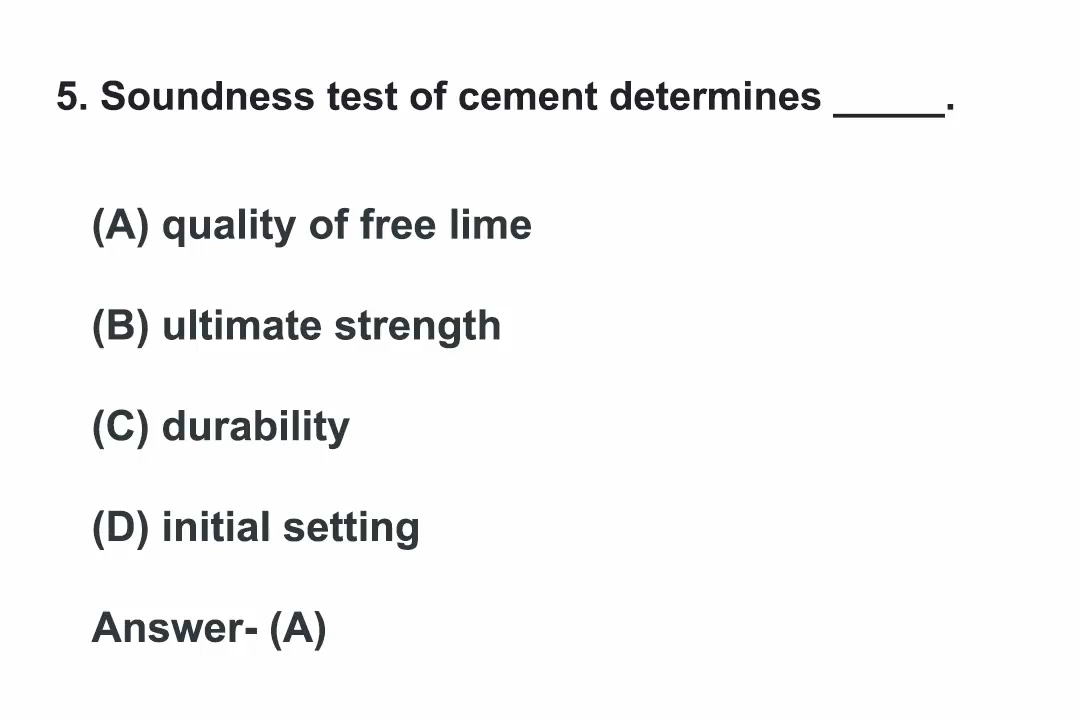 5. Soundness test of cement determines _____.
(A) quality of free lime
(B) ultimate strength
(C) durability
(D) initial setting
Answer- (A)